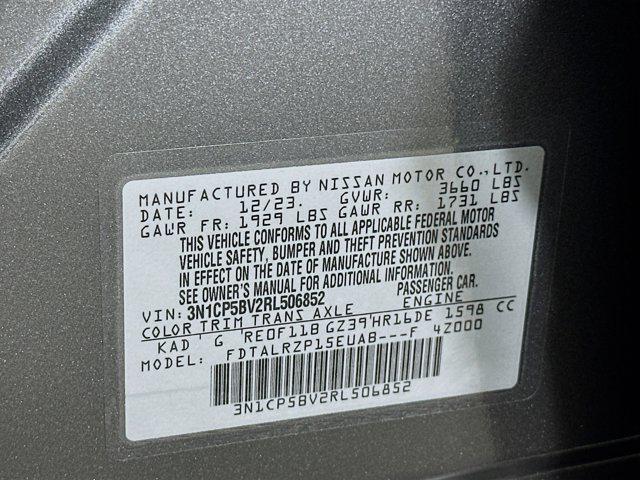 MANUFACTURED BY NISSAN MOTOR CO.,LTD.
DATE: 12/23. GVWR: 3660 LBS
GAWR FR: 1929 LBS GAWR RR: 1731 LBS
THIS VEHICLE CONFORMS TO ALL APPLICABLE FEDERAL MOTOR
VEHICLE SAFETY, BUMPER AND THEFT PREVENTION STANDARDS
IN EFFECT ON THE DATE OF MANUFACTURE SHOWN ABOVE.
SEE OWNER'S MANUAL FOR ADDITIONAL INFORMATION.
VIN: 3N1CP5BV2RL506852 PASSENGER CAR.
COLOR TRIM TRANS AXLE ENGINE
KAD ' G RE0F11B GZ39'HR16DE 1598 CC
FDTALRZP15EUAB---F 4Z000
3N1CP5BV2RL506852